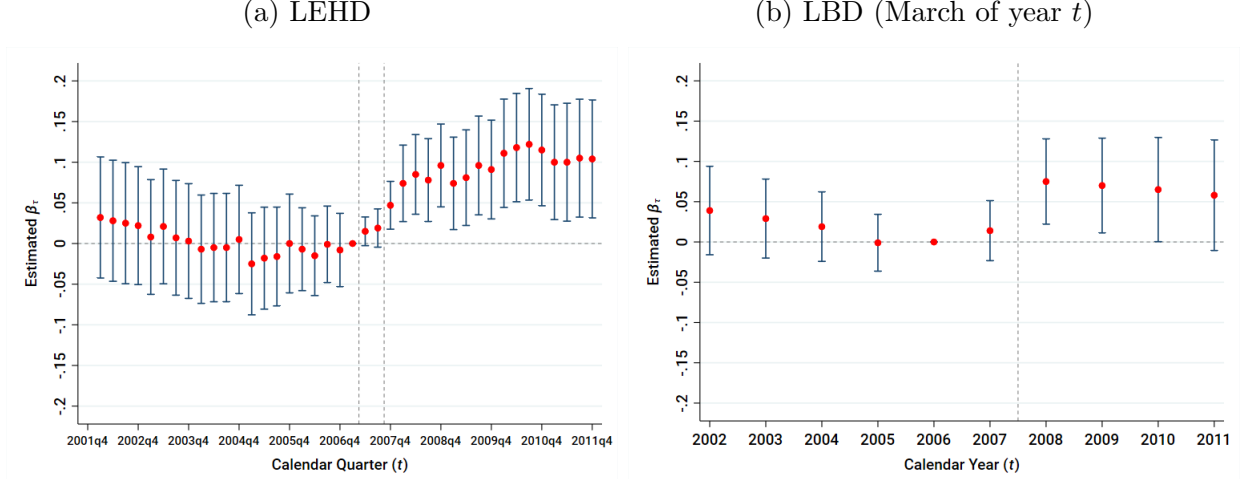 (a) LEHD
(b) LBD (March of year t)
Estimated βτ
.2
.15
.1
.05
0
-.05
-.1
-.15
-.2
2001q4 2002q4 2003q4 2004q4 2005q4 2006q4 2007q4 2008q4 2009q4 2010q4 2011q4
Calendar Quarter (t)
Estimated βτ
.2
.15
.1
.05
0
-.05
-.1
-.15
-.2
2002 2003 2004 2005 2006 2007 2008 2009 2010 2011
Calendar Year (t)